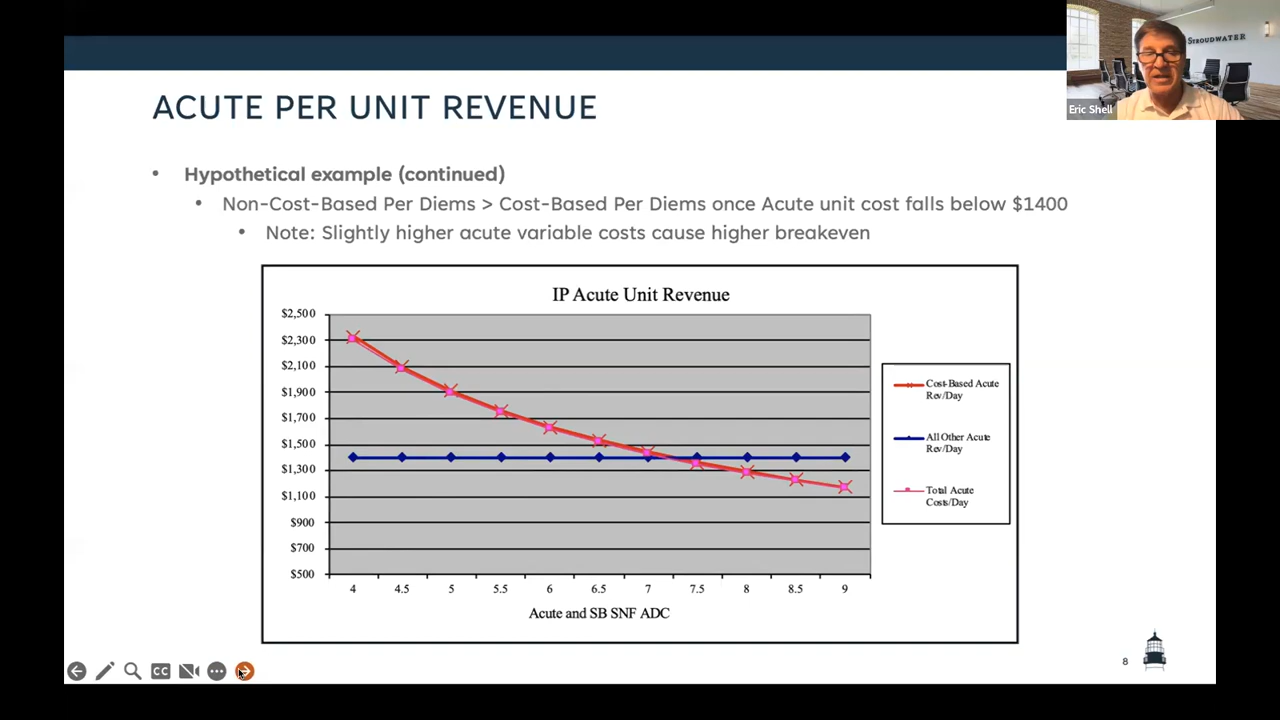 STROUDWATER
Eric Shell
ACUTE PER UNIT REVENUE
• Hypothetical example (continued)
• Non-Cost-Based Per Diems > Cost-Based Per Diems once Acute unit cost falls below $1400
• Note: Slightly higher acute variable costs cause higher breakeven
IP Acute Unit Revenue
$2,500
$2,300
$2,100
$1,900
$1,700
$1,500
$1,300
$1,100
$900
$700
$500
4 4.5 5 5.5 6 6.5 7 7.5 8 8.5 9
Acute and SB SNF ADC
Cost-Based Acute
Rev/Day
All Other Acute
Rev/Day
Total Acute
Costs/Day
8
CC